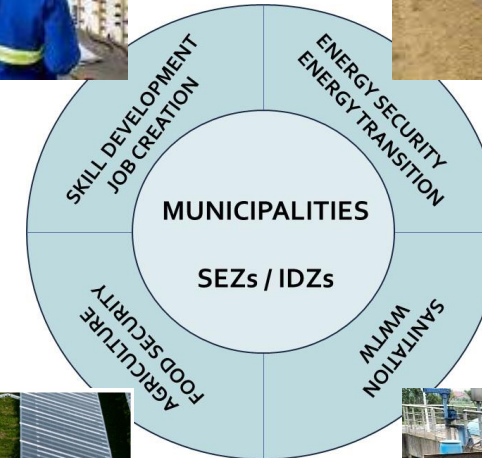 SKILL DEVELOPMENT
JOB CREATION
ENERGY SECURITY
ENERGY TRANSITION
MUNICIPALITIES
SEZs / IDZs
AGRICULTURE
FOOD SECURITY
SANITATION
WWTW